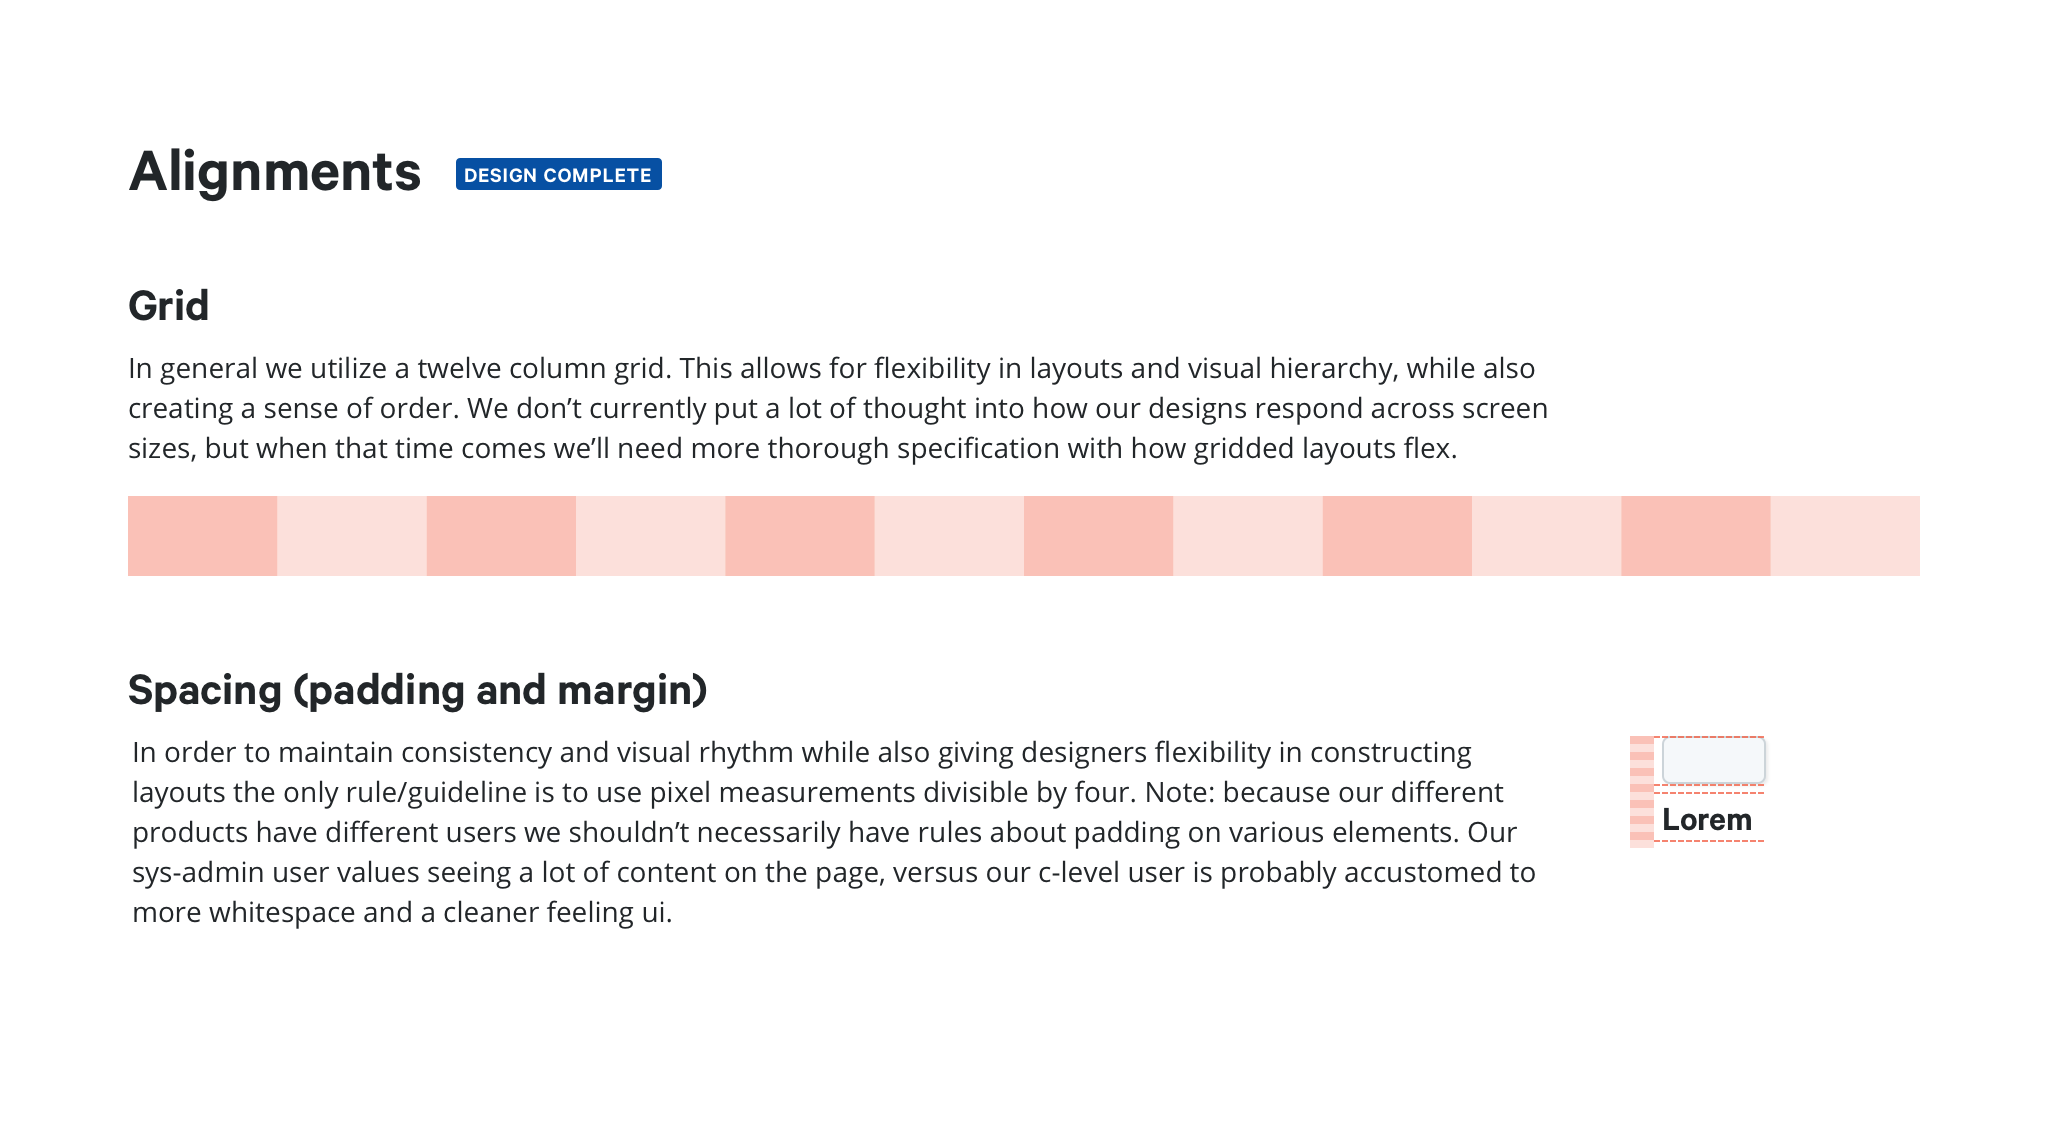 Alignments
DESIGN COMPLETE
Grid
In general we utilize a twelve column grid. This allows for flexibility in layouts and visual hierarchy, while also
creating a sense of order. We don’t currently put a lot of thought into how our designs respond across screen
sizes, but when that time comes we’ll need more thorough specification with how gridded layouts flex.
Spacing (padding and margin)
In order to maintain consistency and visual rhythm while also giving designers flexibility in constructing
layouts the only rule/guideline is to use pixel measurements divisible by four. Note: because our different
products have different users we shouldn’t necessarily have rules about padding on various elements. Our
sys-admin user values seeing a lot of content on the page, versus our c-level user is probably accustomed to
more whitespace and a cleaner feeling ui.
Lorem